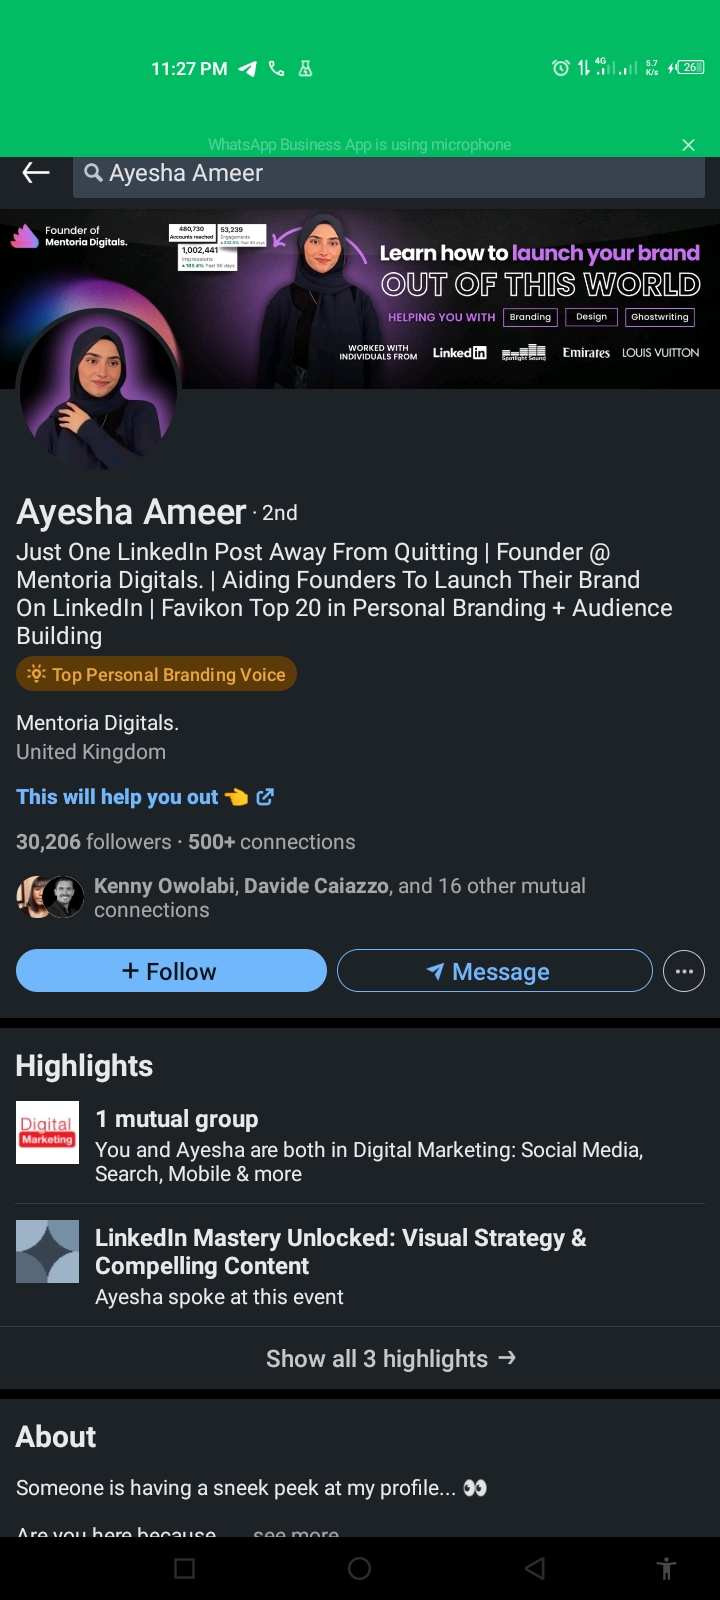 11:27 PM
4G
5.7
K/s
26
WhatsApp Business App is using microphone
Ayesha Ameer
Founder of
Mentoria Digitals.
480,730
Accounts reached
53,239
Engagements
1,002,441
Impressions
Learn how to launch your brand
OUT OF THIS WORLD
HELPING YOU WITH Branding Design Ghostwriting
WORKED WITH
INDIVIDUALS FROM
LinkedIn
Spotlight Sound
Emirates
LOUIS VUITTON
Ayesha Ameer · 2nd
Just One LinkedIn Post Away From Quitting | Founder @
Mentoria Digitals. | Aiding Founders To Launch Their Brand
On LinkedIn | Favikon Top 20 in Personal Branding + Audience
Building
Top Personal Branding Voice
Mentoria Digitals.
United Kingdom
This will help you out 👈
30,206 followers · 500+ connections
Kenny Owolabi, Davide Caiazzo, and 16 other mutual
connections
+ Follow
Message
Highlights
Digital
Marketing
1 mutual group
You and Ayesha are both in Digital Marketing: Social Media,
Search, Mobile & more
LinkedIn Mastery Unlocked: Visual Strategy &
Compelling Content
Ayesha spoke at this event
Show all 3 highlights →
About
Someone is having a sneek peek at my profile... 👀
Are you here because see more